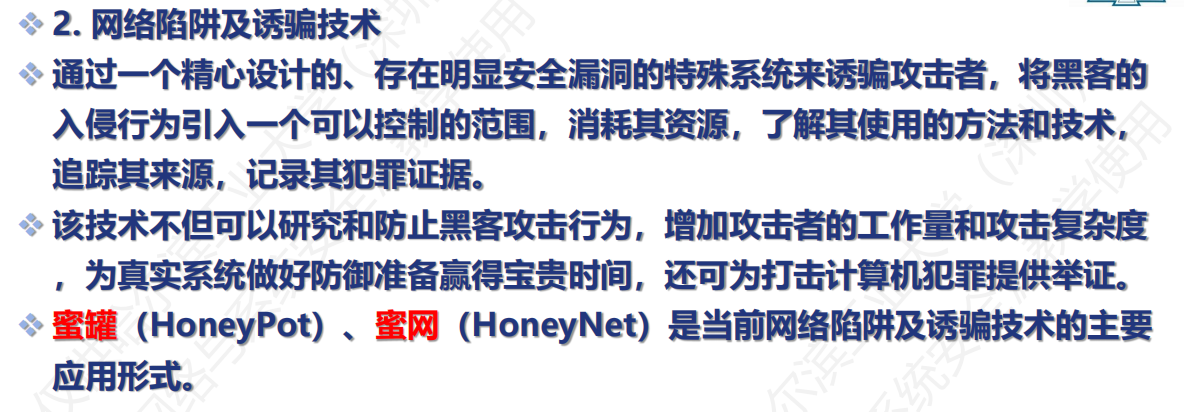 2. 网络陷阱及诱骗技术
通过一个精心设计的、存在明显安全漏洞的特殊系统来诱骗攻击者，将黑客的
入侵行为引入一个可以控制的范围，消耗其资源，了解其使用的方法和技术，
追踪其来源，记录其犯罪证据。
该技术不但可以研究和防止黑客攻击行为，增加攻击者的工作量和攻击复杂度
，为真实系统做好防御准备赢得宝贵时间，还可为打击计算机犯罪提供举证。
蜜罐（HoneyPot）、蜜网（HoneyNet）是当前网络陷阱及诱骗技术的主要
应用形式。